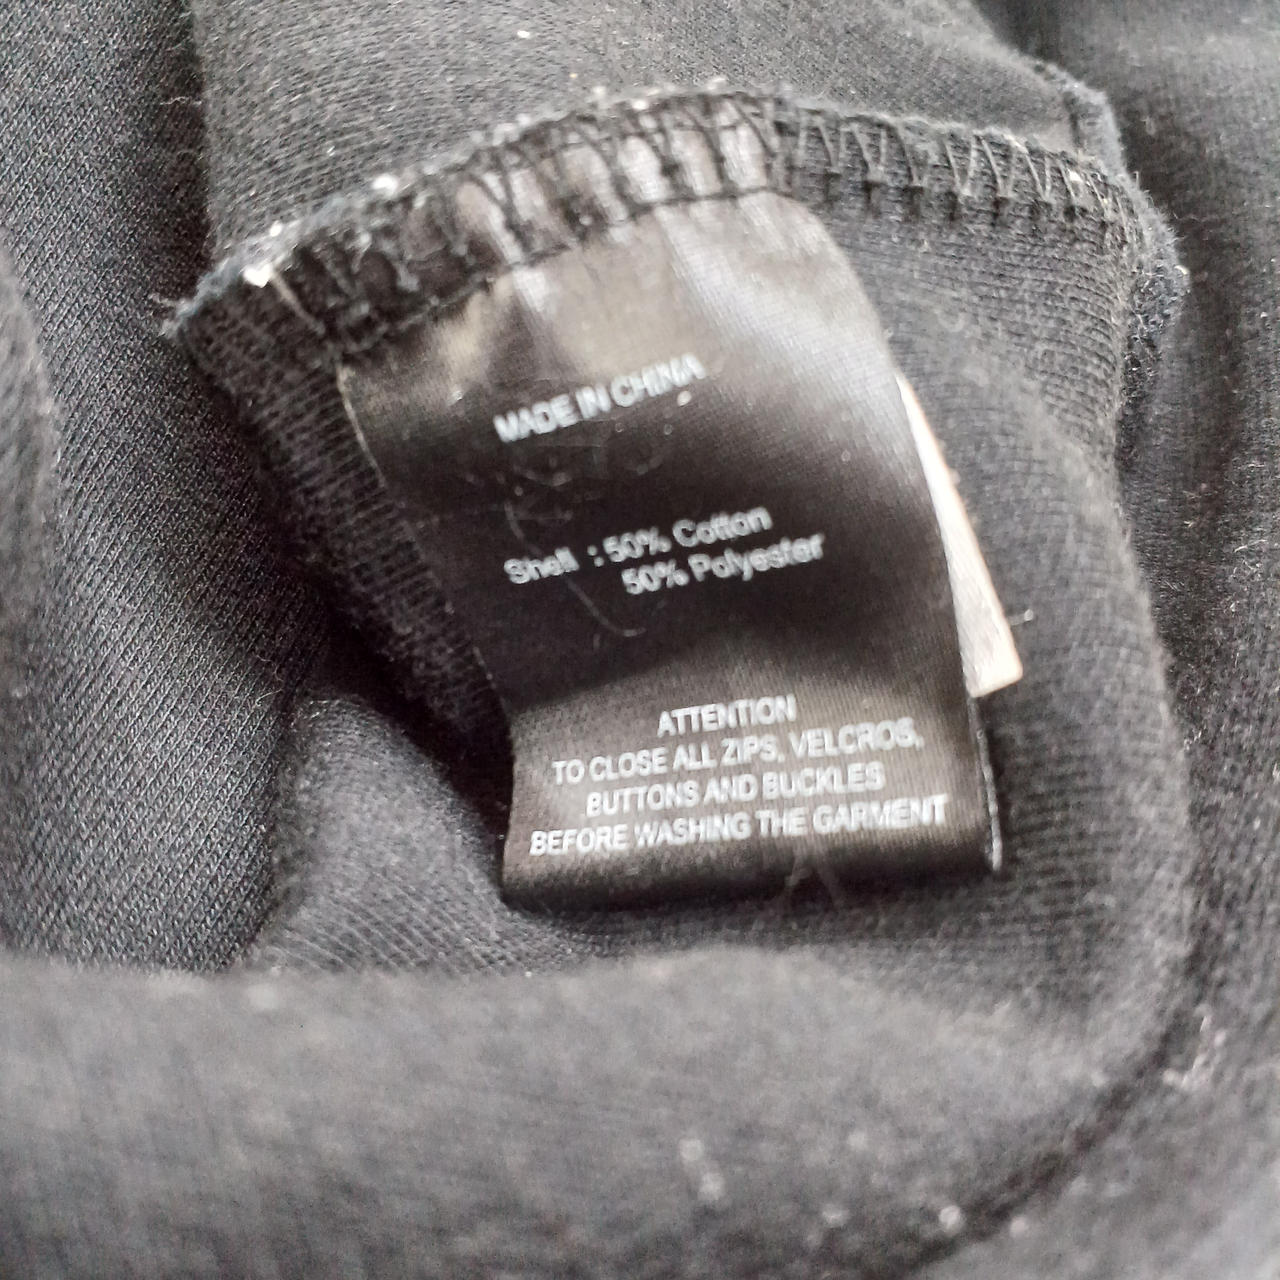 MADE IN CHINA
Shell : 50% Cotton
50% Polyester
ATTENTION
TO CLOSE ALL ZIPS, VELCROS,
BUTTONS AND BUCKLES
BEFORE WASHING THE GARMENT